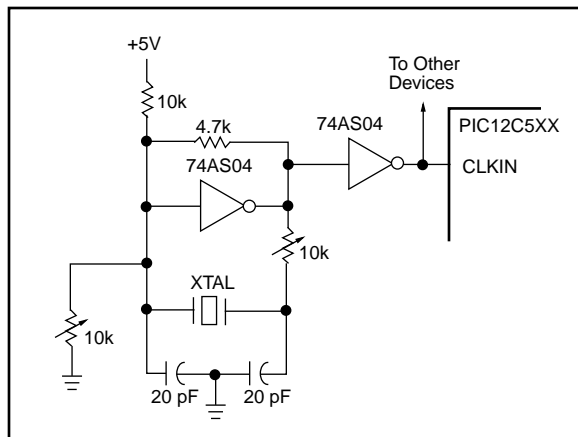 +5V
To Other
Devices
10k
4.7k
74AS04
PIC12C5XX
74AS04
CLKIN
10k
XTAL
10k
20 pF
20 pF